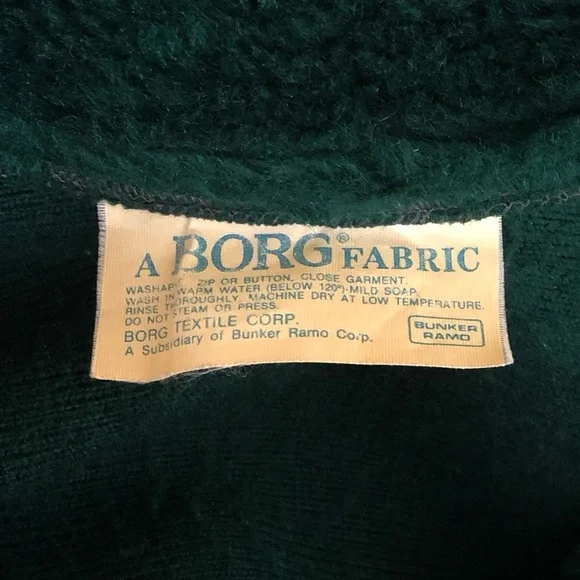 A BORG® FABRIC
WASHABLE, ZIP OR BUTTON, CLOSE GARMENT.
WASH IN WARM WATER (BELOW 120°)-MILD SOAP.
RINSE THOROUGHLY, MACHINE DRY AT LOW TEMPERATURE.
DO NOT STEAM OR PRESS.
BORG TEXTILE CORP.
A Subsidiary of Bunker Ramo Corp.
BUNKER
RAMO